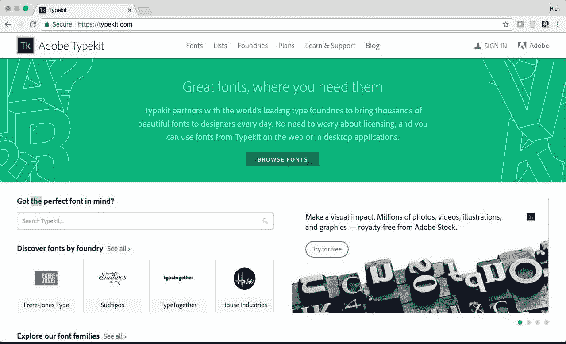 Typekit
Secure https://typekit.com
Tk Adobe Typekit
Fonts Lists Foundries Plans Learn & Support Blog
SIGN IN Adobe
Great fonts, where you need them
Typekit partners with the world's leading type foundries to bring thousands of
beautiful fonts to designers every day. No need to worry about licensing, and you
can use fonts from Typekit on the web or in desktop applications.
BROWSE FONTS
Got the perfect font in mind?
Search Typekit...
Discover fonts by foundry See all ›
Frere-Jones Type
Sudtipos
typetogether
TypeTogether
House
House Industries
Make a visual impact. Millions of photos, videos, illustrations,
and graphics — royalty-free from Adobe Stock.
Try for free
Explore our font families See all ›